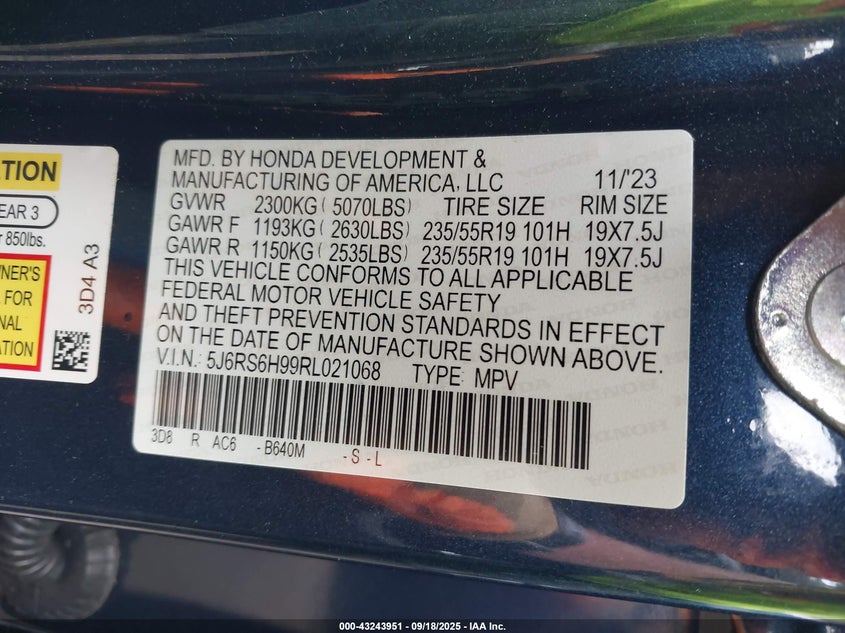 ATION
EAR 3
r 850lbs.
NER'S
FOR
NAL
ATION
3D4 A3
MFD. BY HONDA DEVELOPMENT &
MANUFACTURING OF AMERICA, LLC 11/'23
GVWR 2300KG ( 5070LBS) TIRE SIZE RIM SIZE
GAWR F 1193KG ( 2630LBS) 235/55R19 101H 19X7.5J
GAWR R 1150KG ( 2535LBS) 235/55R19 101H 19X7.5J
THIS VEHICLE CONFORMS TO ALL APPLICABLE
FEDERAL MOTOR VEHICLE SAFETY
AND THEFT PREVENTION STANDARDS IN EFFECT
ON THE DATE OF MANUFACTURE SHOWN ABOVE.
V.I.N.: 5J6RS6H99RL021068 TYPE: MPV
3D8 R AC6 -B640M -S -L
000-43243951 - 09/18/2025 - IAA Inc.